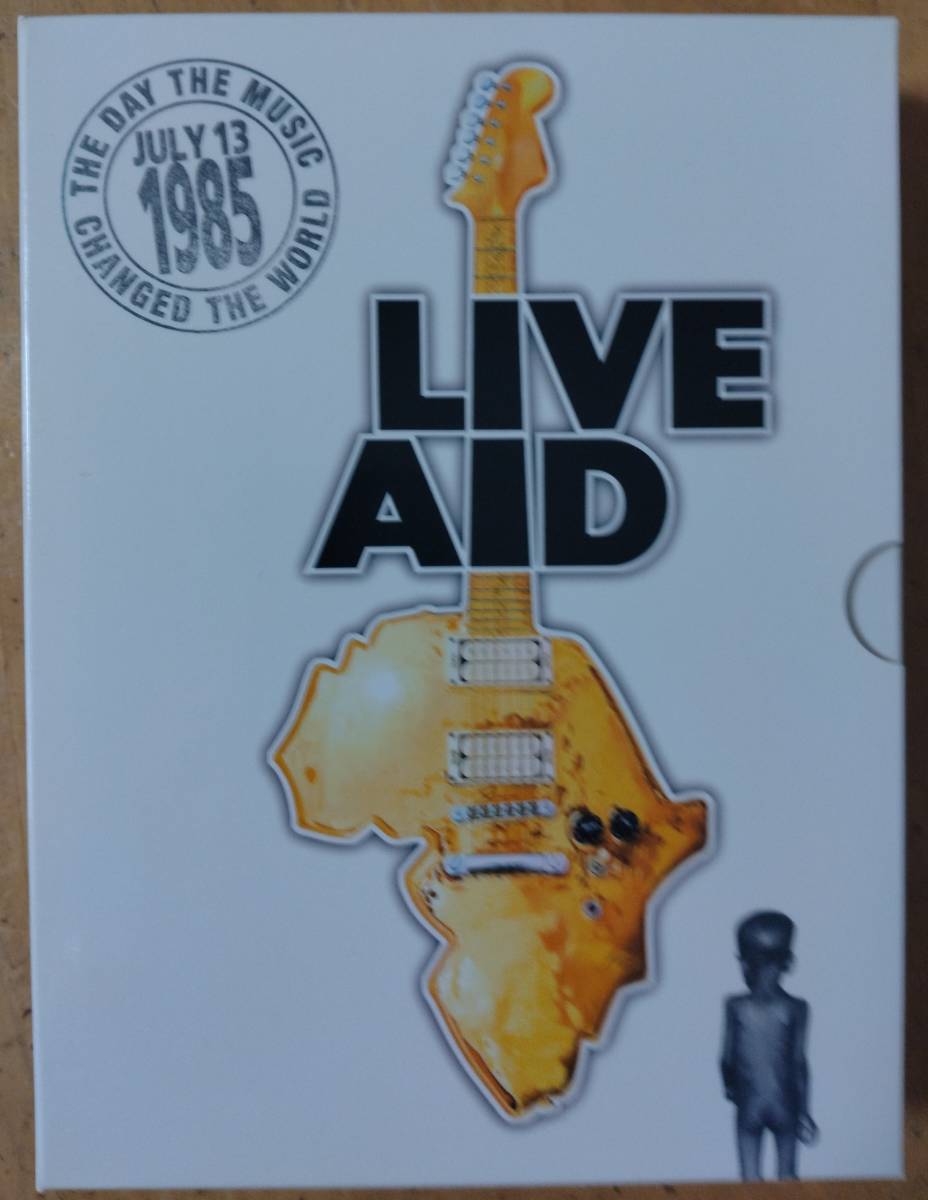 THE DAY THE MUSIC
CHANGED THE WORLD
JULY 13
1985
LIVE
AID